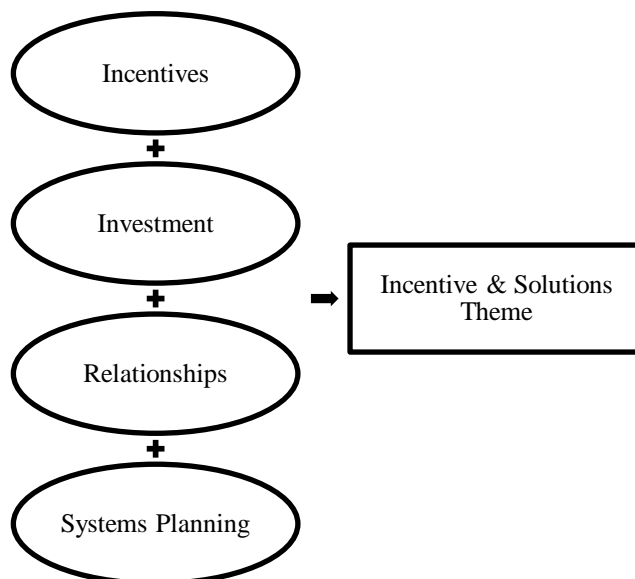 Incentives
+
Investment
+
Relationships
+
Systems Planning
Incentive & Solutions
Theme